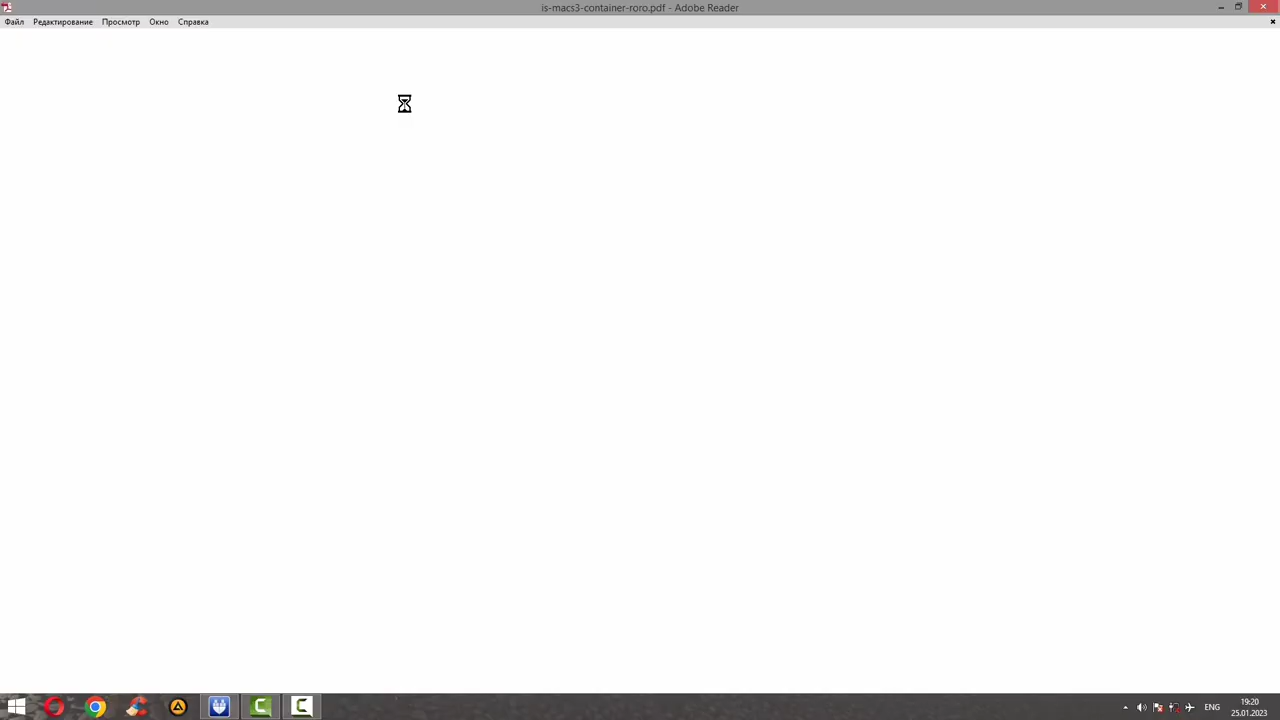 is-macs3-container-roro.pdf - Adobe Reader
Файл Редактирование Просмотр Окно Справка
ENG
19:20
25.01.2023